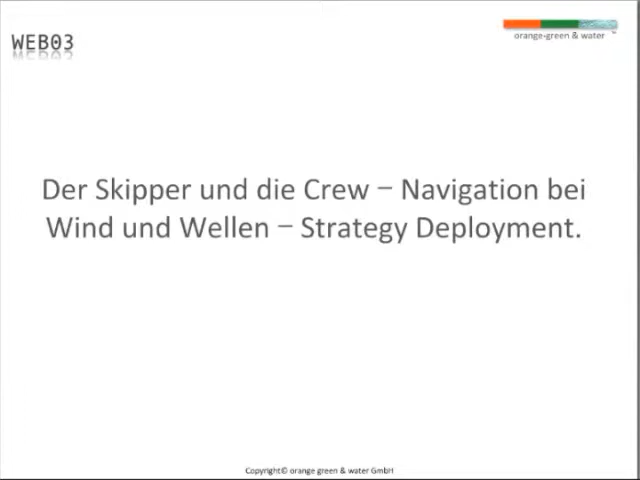 WEB03
orange-green & water
Der Skipper und die Crew – Navigation bei
Wind und Wellen – Strategy Deployment.
Copyright© orange green & water GmbH